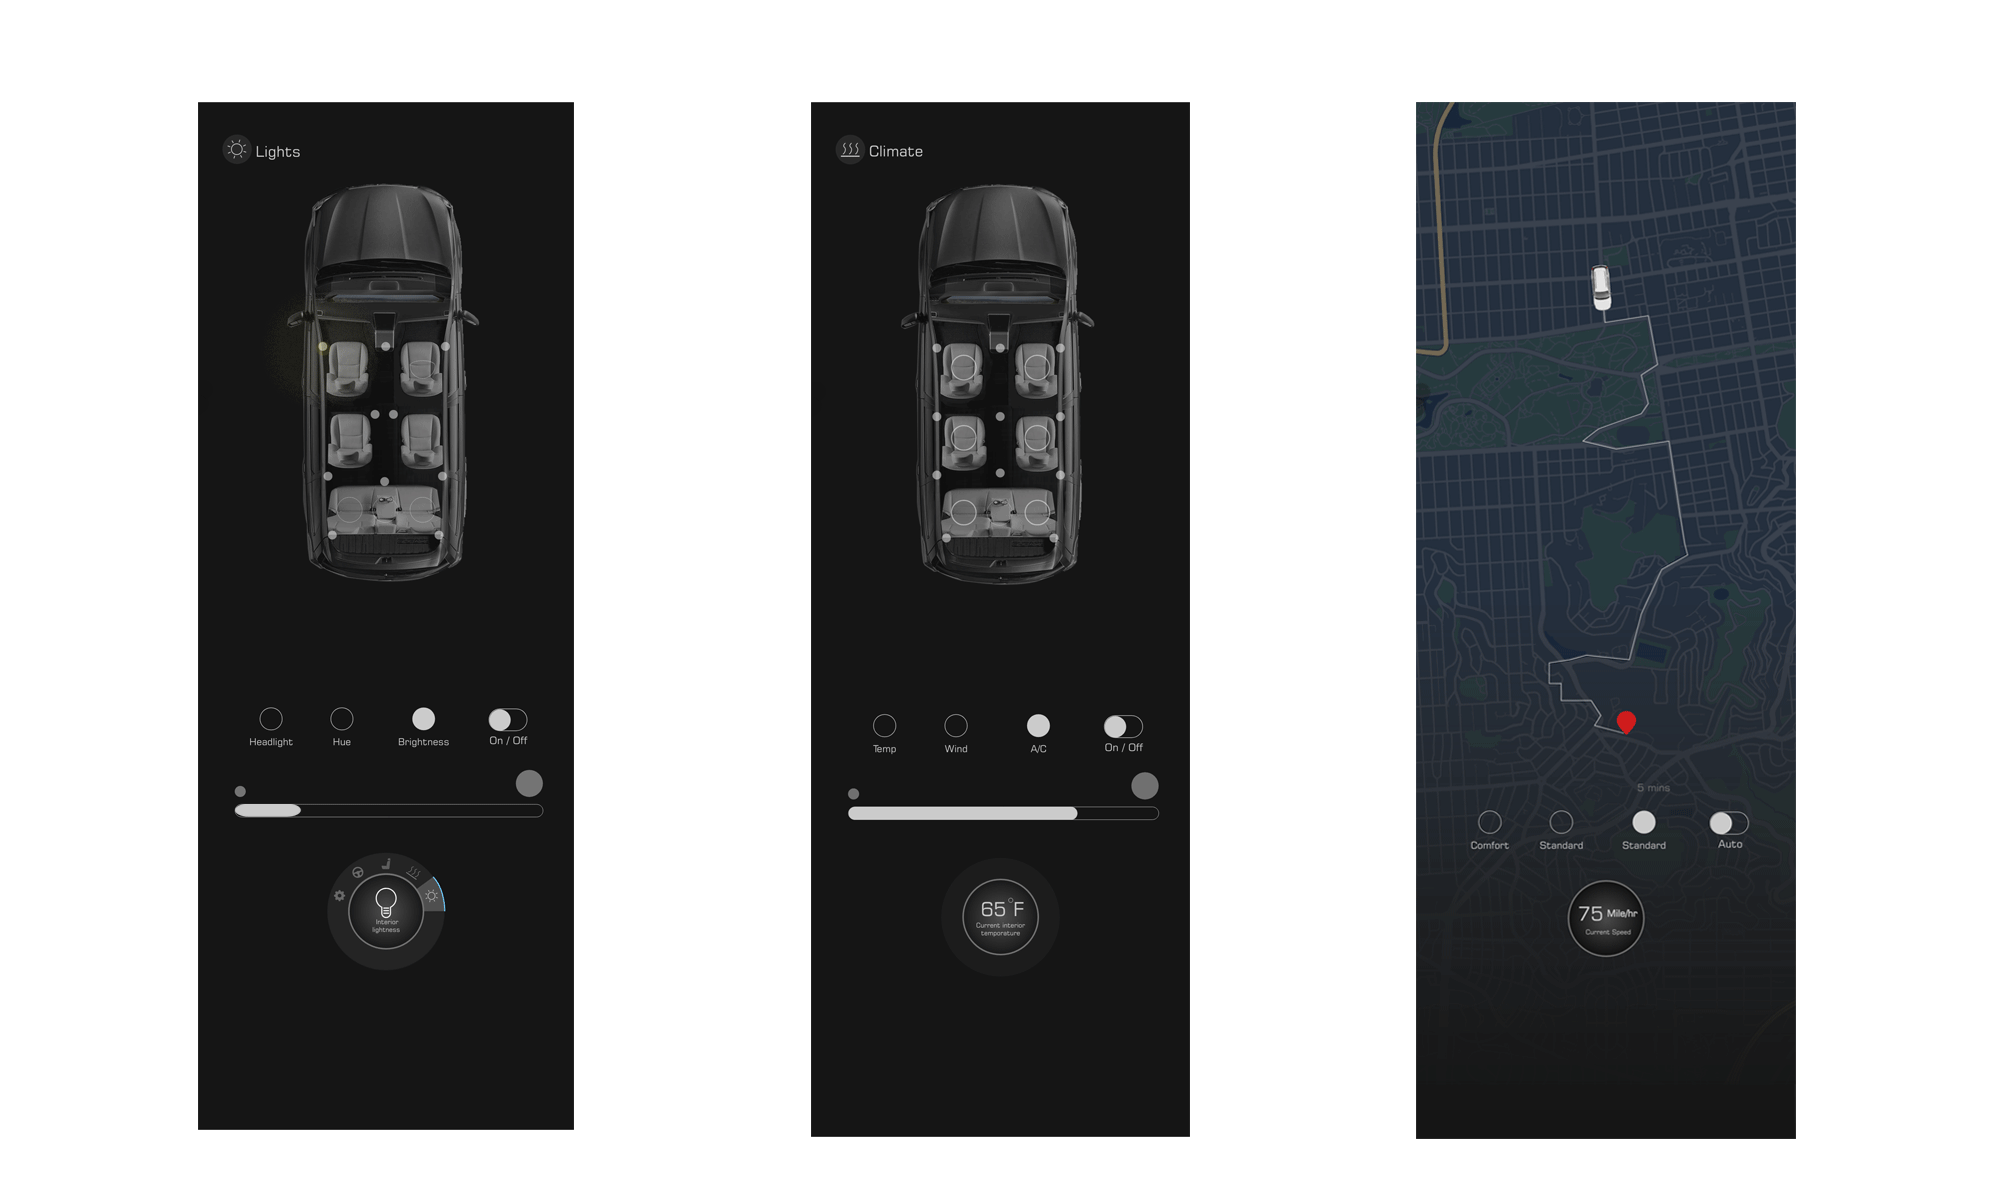 Lights
Headlight
Hue
Brightness
On / Off
Interior
lightness
Climate
Temp
Wind
A/C
On / Off
65°F
Current interior
temporature
5 mins
Comfort
Standard
Standard
Auto
75 Mile/hr
Current Speed